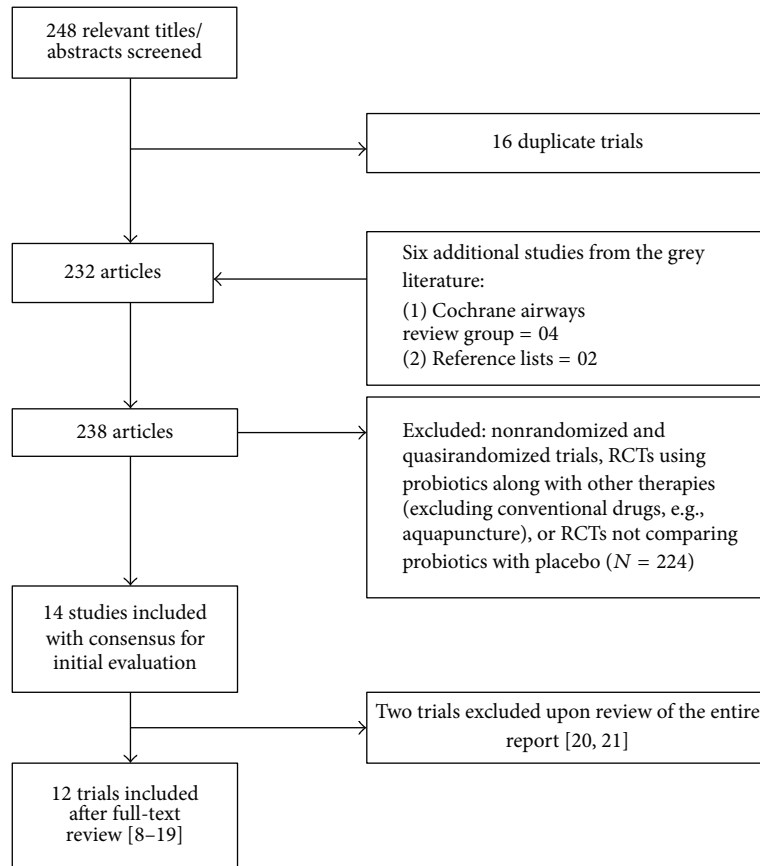 248 relevant titles/
abstracts screened
16 duplicate trials
232 articles
Six additional studies from the grey
literature:
(1) Cochrane airways
review group = 04
(2) Reference lists = 02
238 articles
Excluded: nonrandomized and
quasirandomized trials, RCTs using
probiotics along with other therapies
(excluding conventional drugs, e.g.,
aquapuncture), or RCTs not comparing
probiotics with placebo (N = 224)
14 studies included
with consensus for
initial evaluation
Two trials excluded upon review of the entire
report [20, 21]
12 trials included
after full-text
review [8–19]